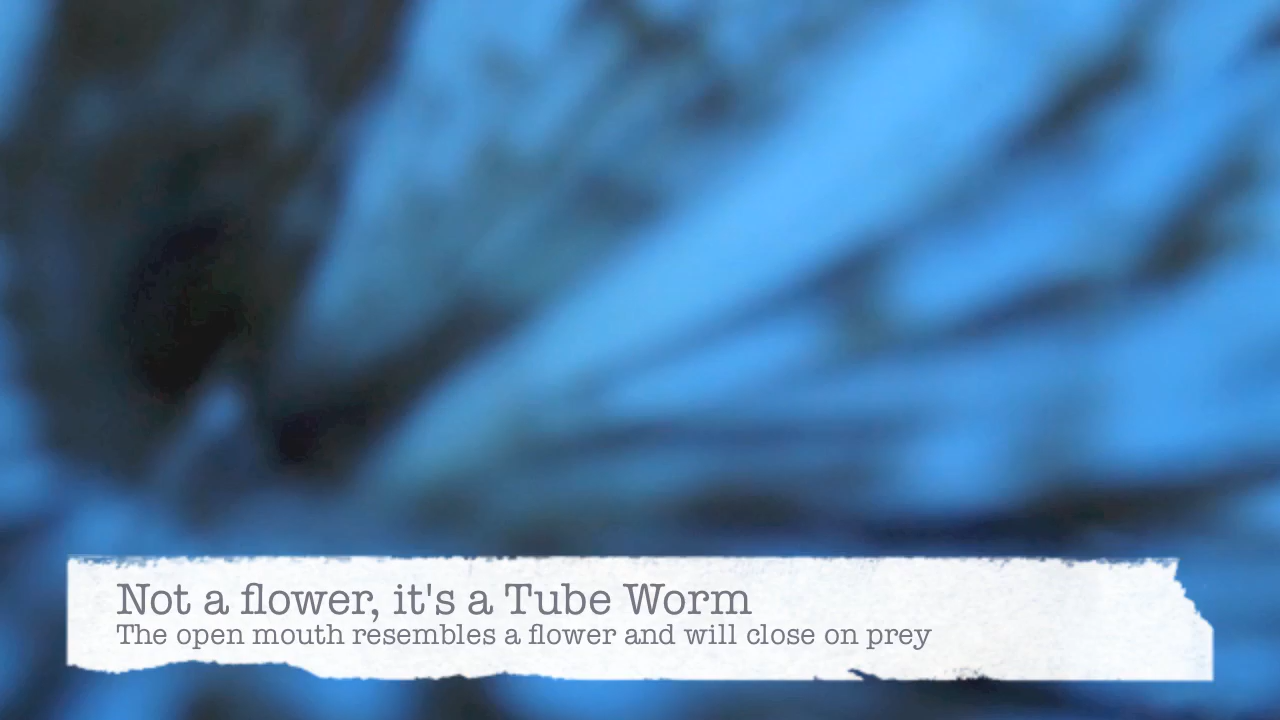 Not a flower, it's a Tube Worm
The open mouth resembles a flower and will close on prey